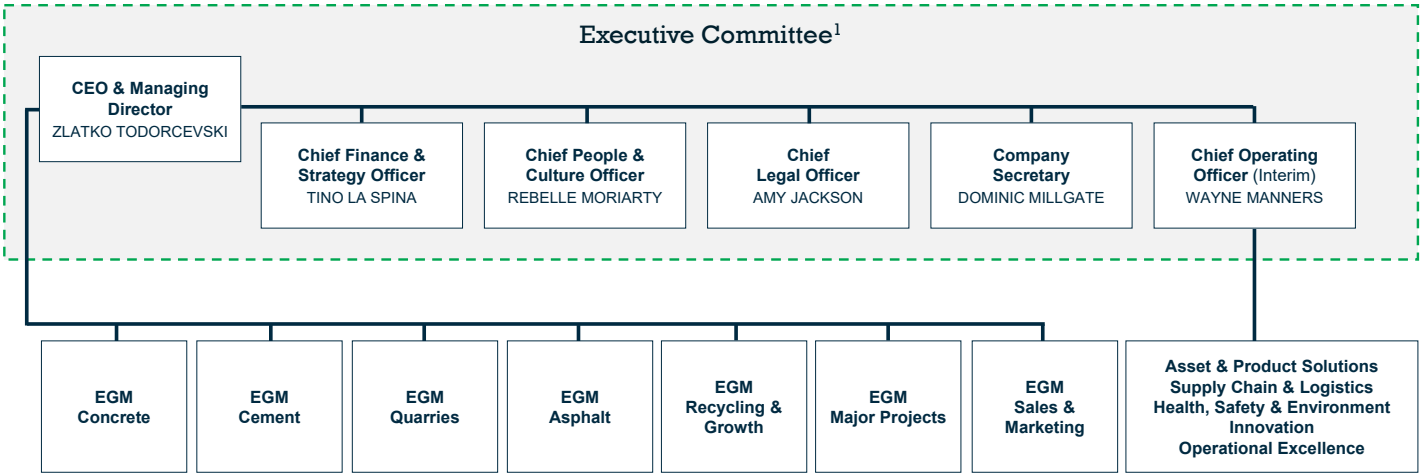 Executive Committee1
CEO & Managing
Director
ZLATKO TODORCEVSKI
Chief Finance &
Strategy Officer
TINO LA SPINA
Chief People &
Culture Officer
REBELLE MORIARTY
Chief
Legal Officer
AMY JACKSON
Company
Secretary
DOMINIC MILLGATE
Chief Operating
Officer (Interim)
WAYNE MANNERS
EGM
Concrete
EGM
Cement
EGM
Quarries
EGM
Asphalt
EGM
Recycling &
Growth
EGM
Major Projects
EGM
Sales &
Marketing
Asset & Product Solutions
Supply Chain & Logistics
Health, Safety & Environment
Innovation
Operational Excellence